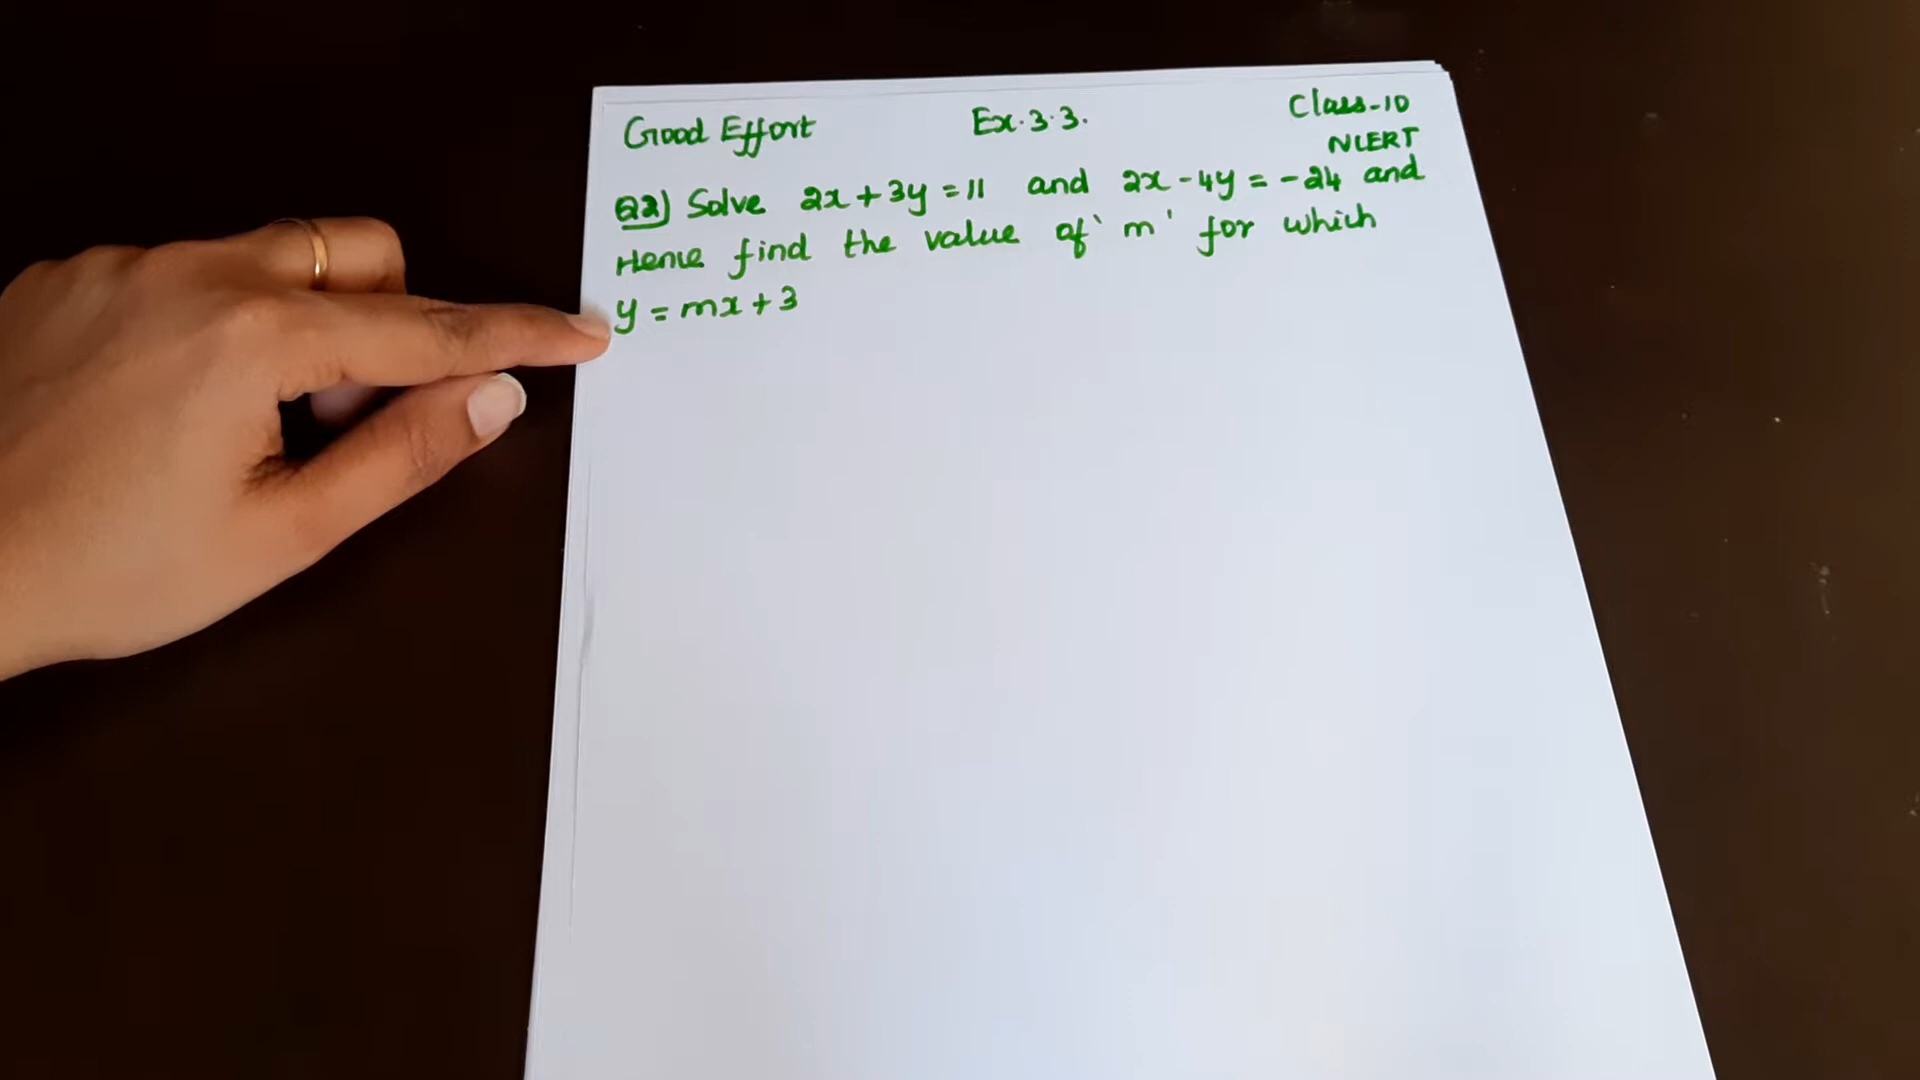 Good Effort Ex.3.3. Class-10
NCERT
Q2) Solve 2x + 3y = 11 and 2x - 4y = -24 and
Hence find the value of 'm' for which
y = mx + 3